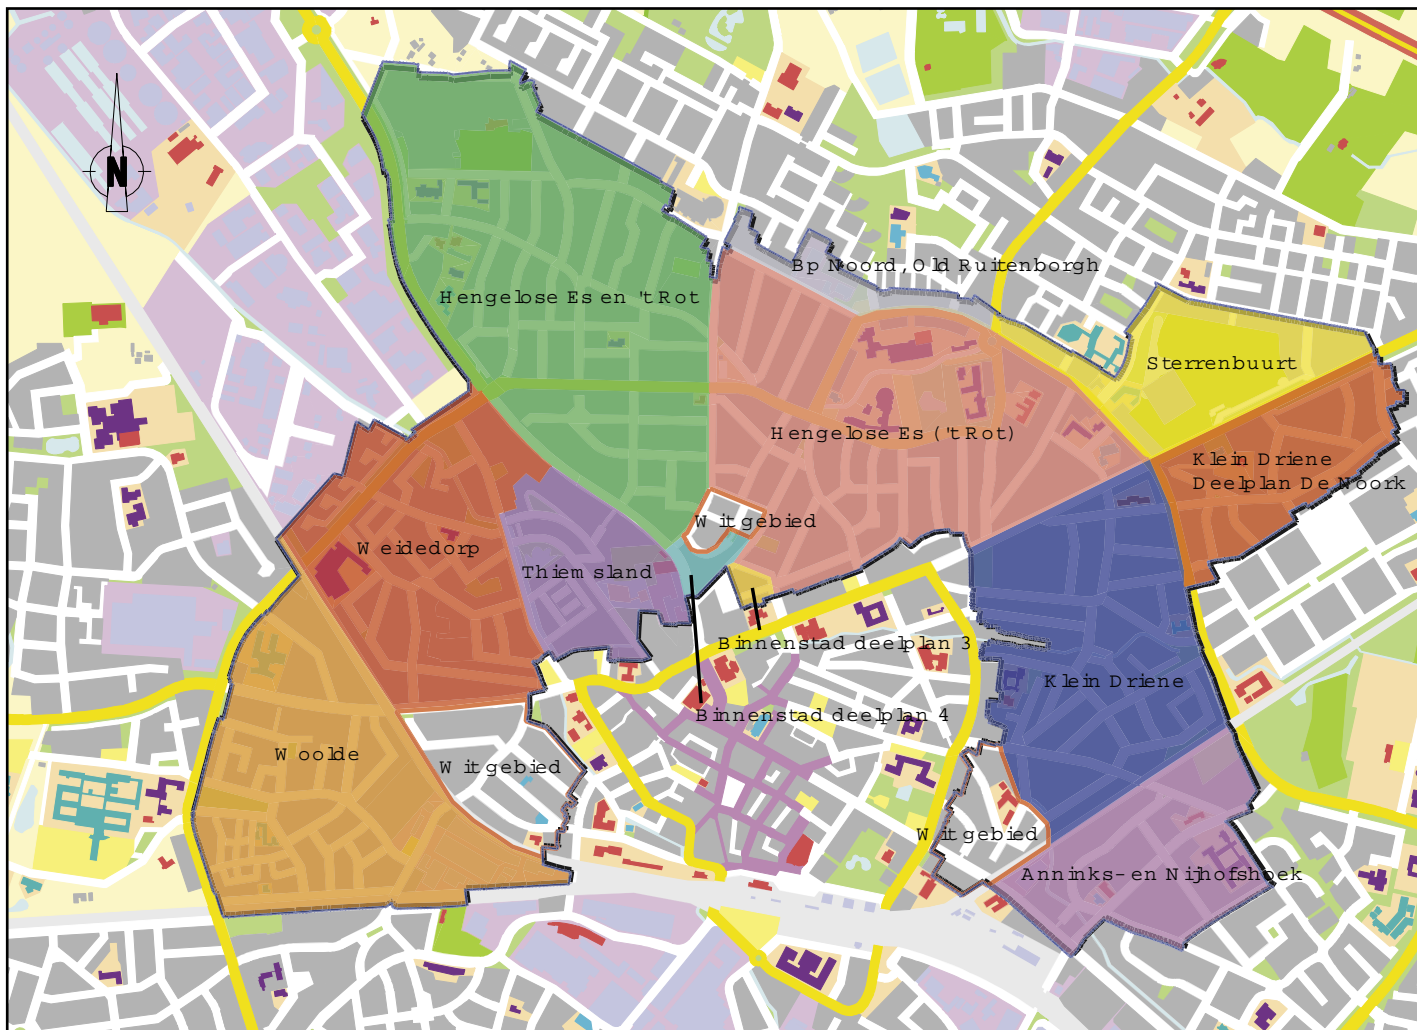 N
Bp Noord, Old Ruitenborgh
Hengelose Es en 't Rot
Sterrenbuurt
Hengelose Es ('t Rot)
Klein Driene
Deelplan De Noork
Witgebied
Weidedorp
Thiemsland
Binnenstad deelplan 3
Klein Driene
Binnenstad deelplan 4
Woolde
Witgebied
Witgebied
Anninks- en Nijhofshoek